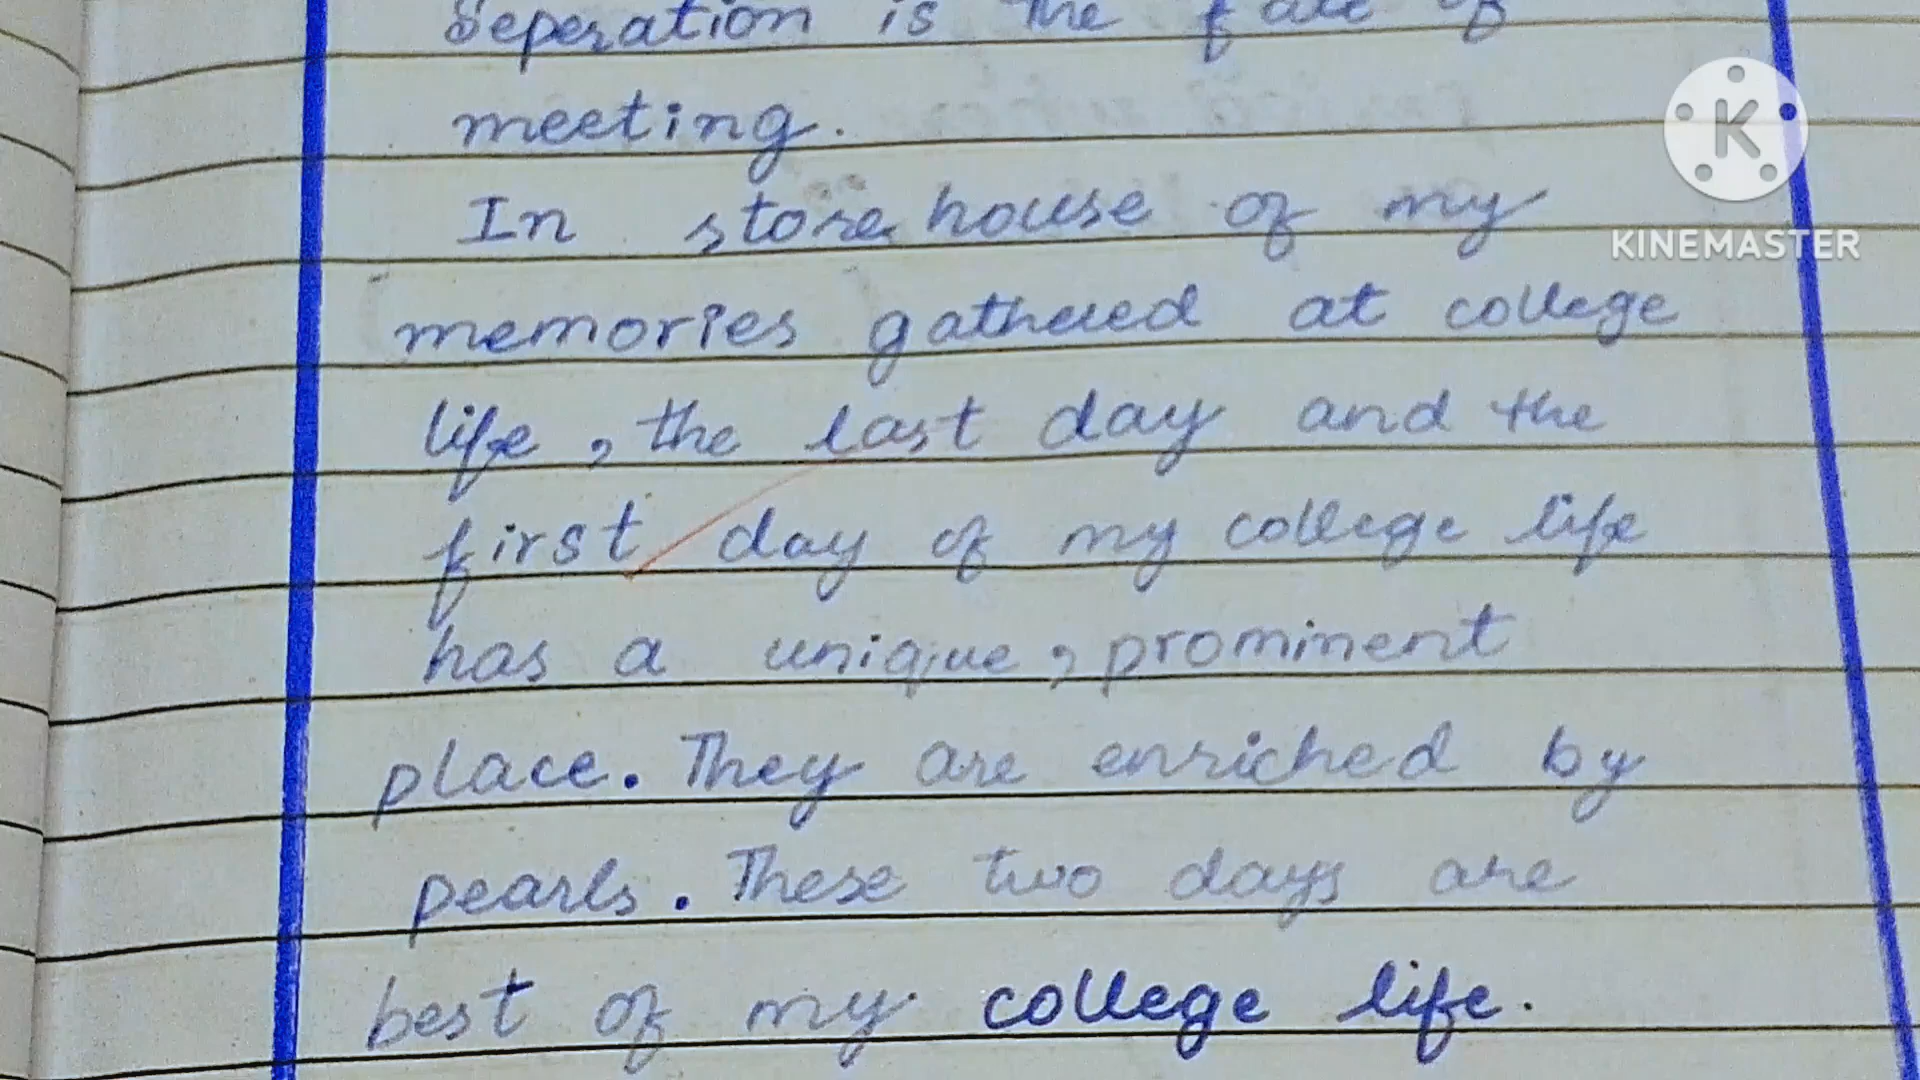 Seperation is the fate of
meeting.
In store house of my
KINEMASTER
memories gathered at college
life, the last day and the
first day of my college life
has a unique, prominent
place. They are enriched by
pearls. These two days are
best of my college life.